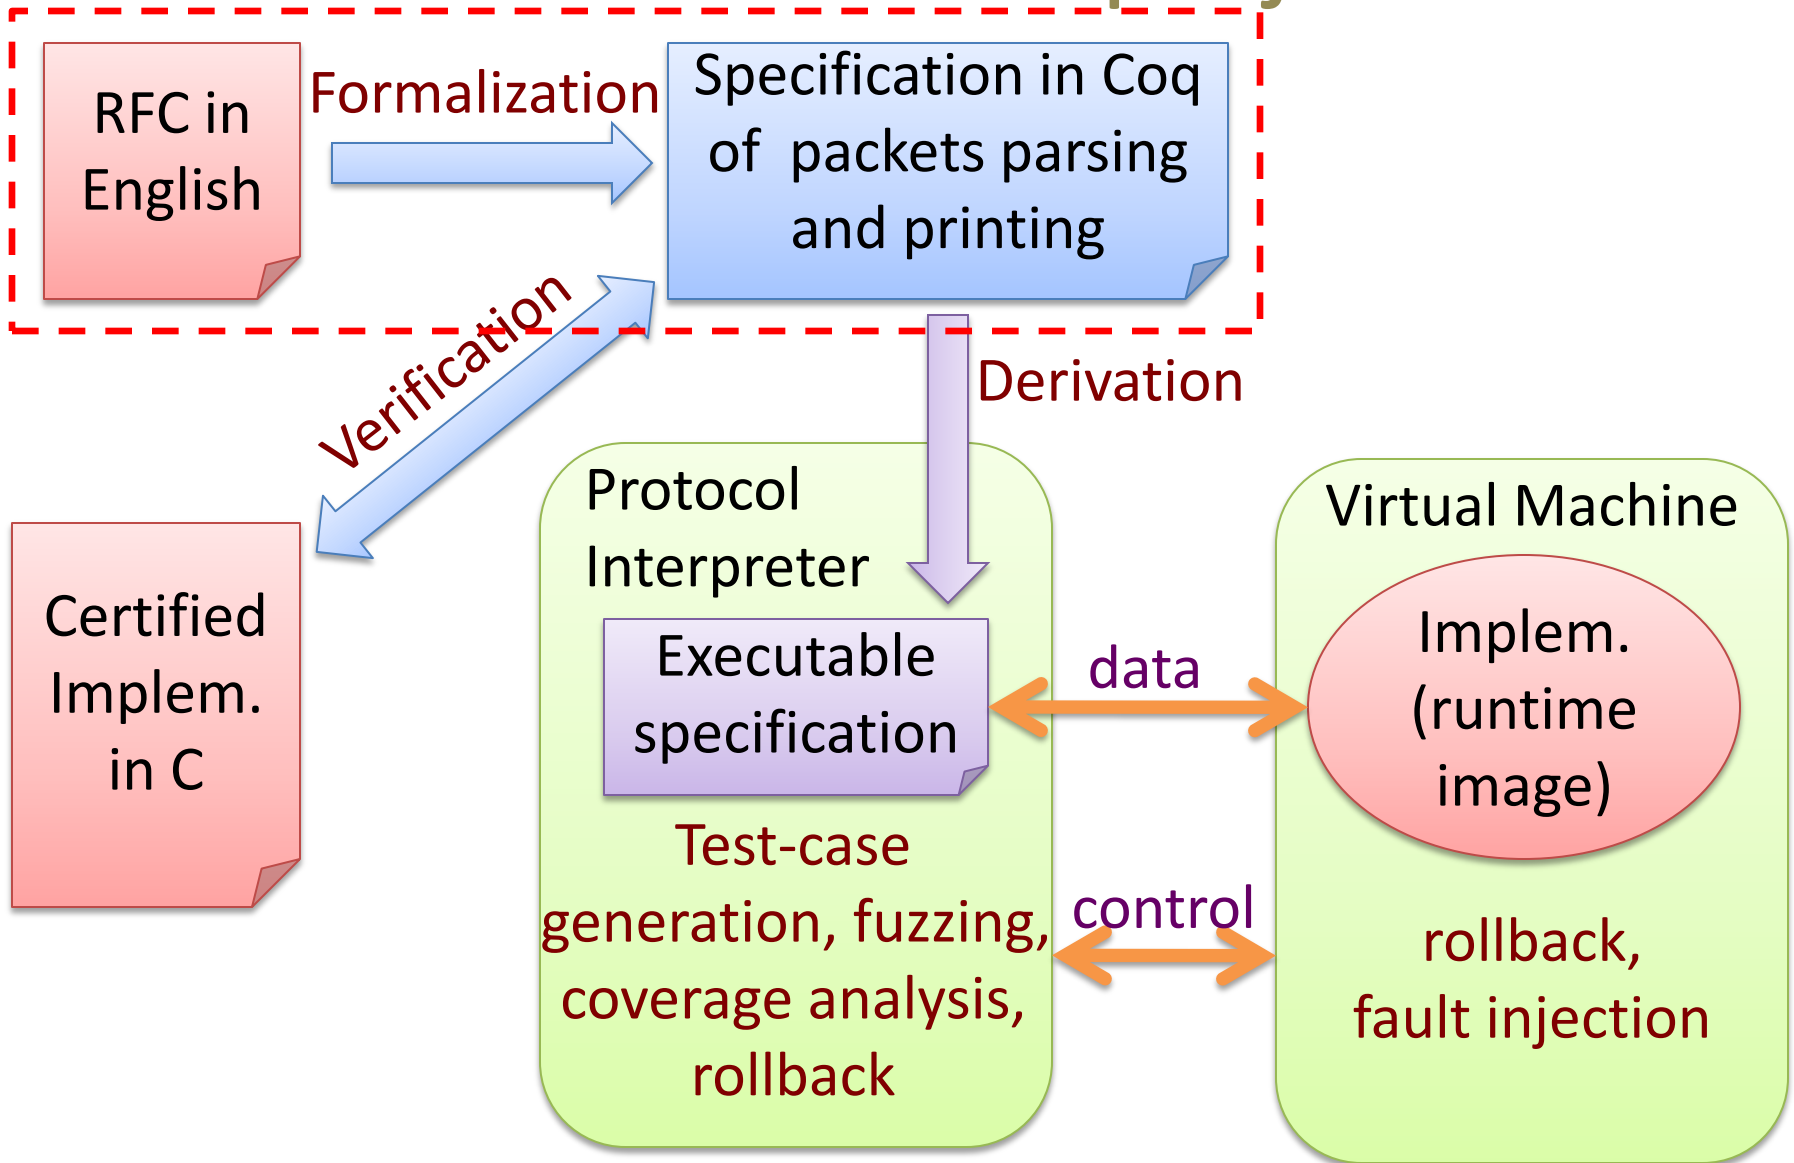 RFC in
English
Formalization
Specification in Coq
of packets parsing
and printing
Verification
Derivation
Certified
Implem.
in C
Protocol
Interpreter
Executable
specification
Test-case
generation, fuzzing,
coverage analysis,
rollback
data
control
Virtual Machine
Implem.
(runtime
image)
rollback,
fault injection